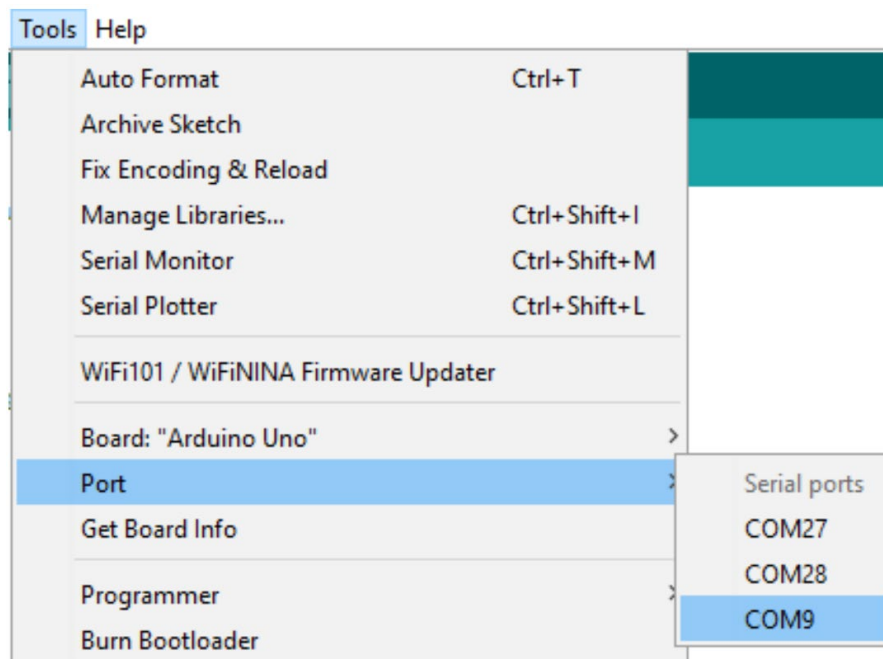 Tools Help
Auto Format Ctrl+T
Archive Sketch
Fix Encoding & Reload
Manage Libraries... Ctrl+Shift+I
Serial Monitor Ctrl+Shift+M
Serial Plotter Ctrl+Shift+L
WiFi101 / WiFiNINA Firmware Updater
Board: "Arduino Uno"
Port
Get Board Info
Programmer
Burn Bootloader
Serial ports
COM27
COM28
COM9